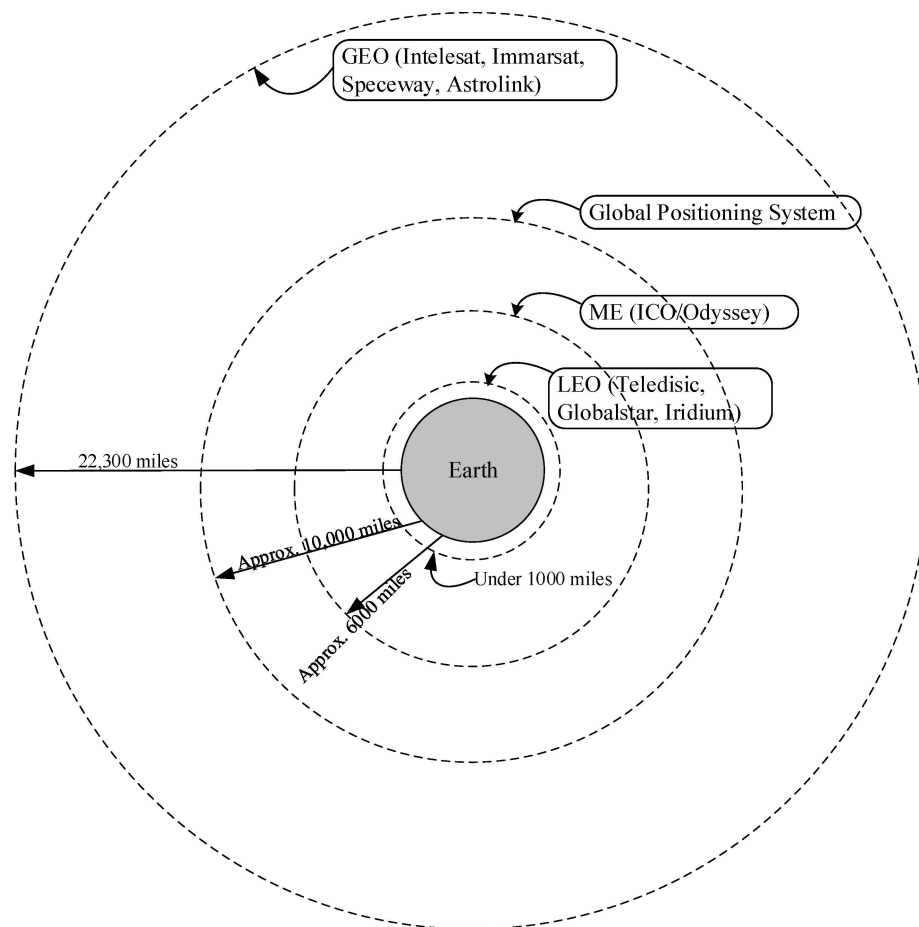 GEO (Intelesat, Immarsat,
Speceway, Astrolink)
Global Positioning System
ME (ICO/Odyssey)
LEO (Teledisic,
Globalstar, Iridium)
22,300 miles
Earth
Approx. 10,000 miles
Under 1000 miles
Approx. 6000 miles